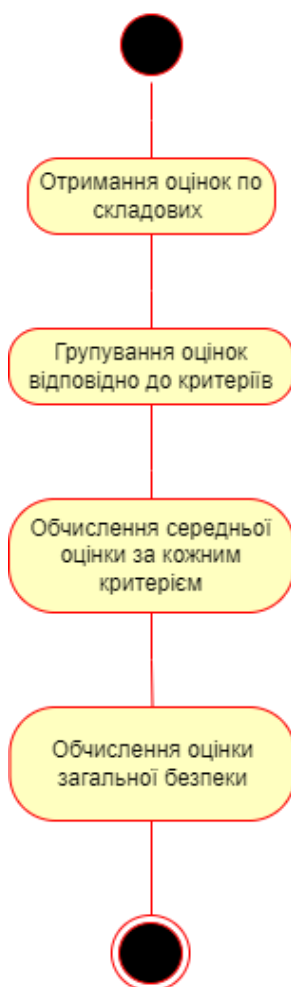 Отримання оцінок по
складових
Групування оцінок
відповідно до критеріїв
Обчислення середньої
оцінки за кожним
критерієм
Обчислення оцінки
загальної безпеки